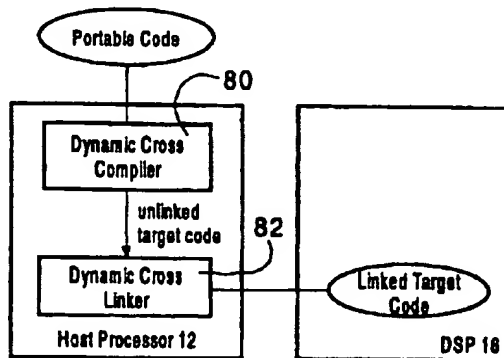 Portable Code
80
Dynamic Cross
Compiler
unlinked
target code
82
Dynamic Cross
Linker
Linked Target
Code
Host Processor 12
DSP 18